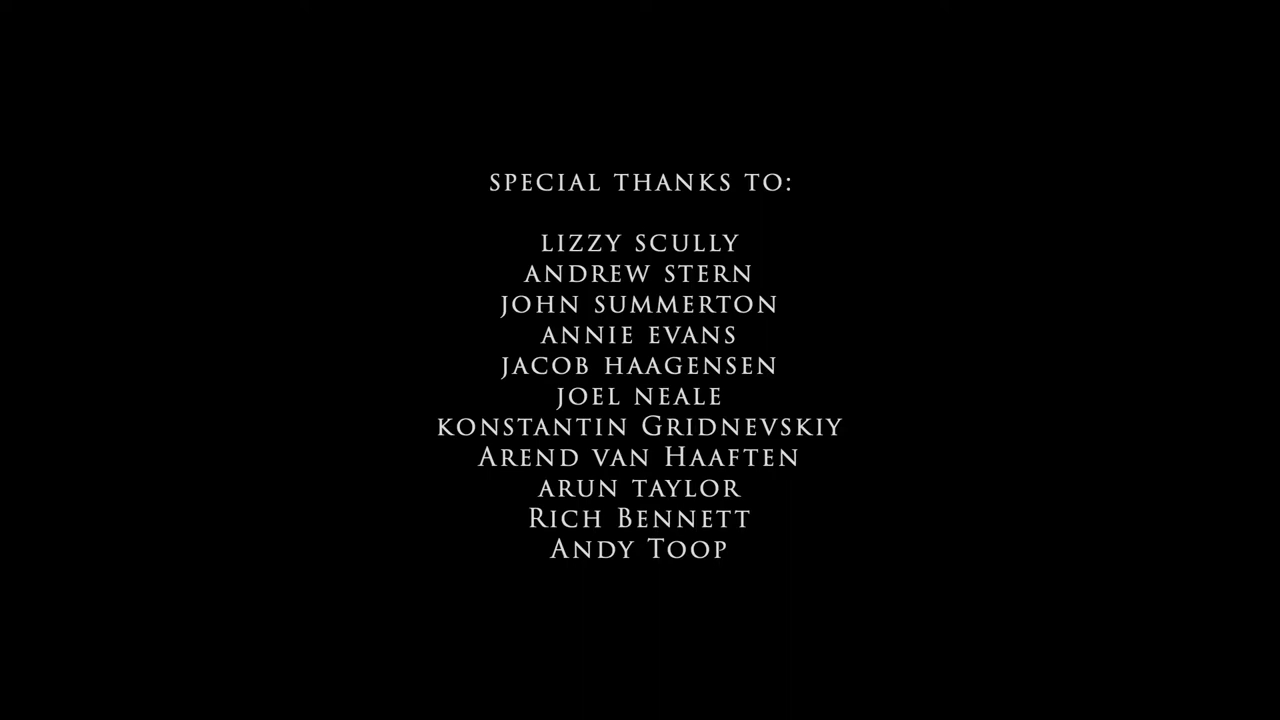 SPECIAL THANKS TO:
LIZZY SCULLY
ANDREW STERN
JOHN SUMMERTON
ANNIE EVANS
JACOB HAAGENSEN
JOEL NEALE
KONSTANTIN GRIDNEVSKIY
AREND VAN HAAFTEN
ARUN TAYLOR
RICH BENNETT
ANDY TOOP